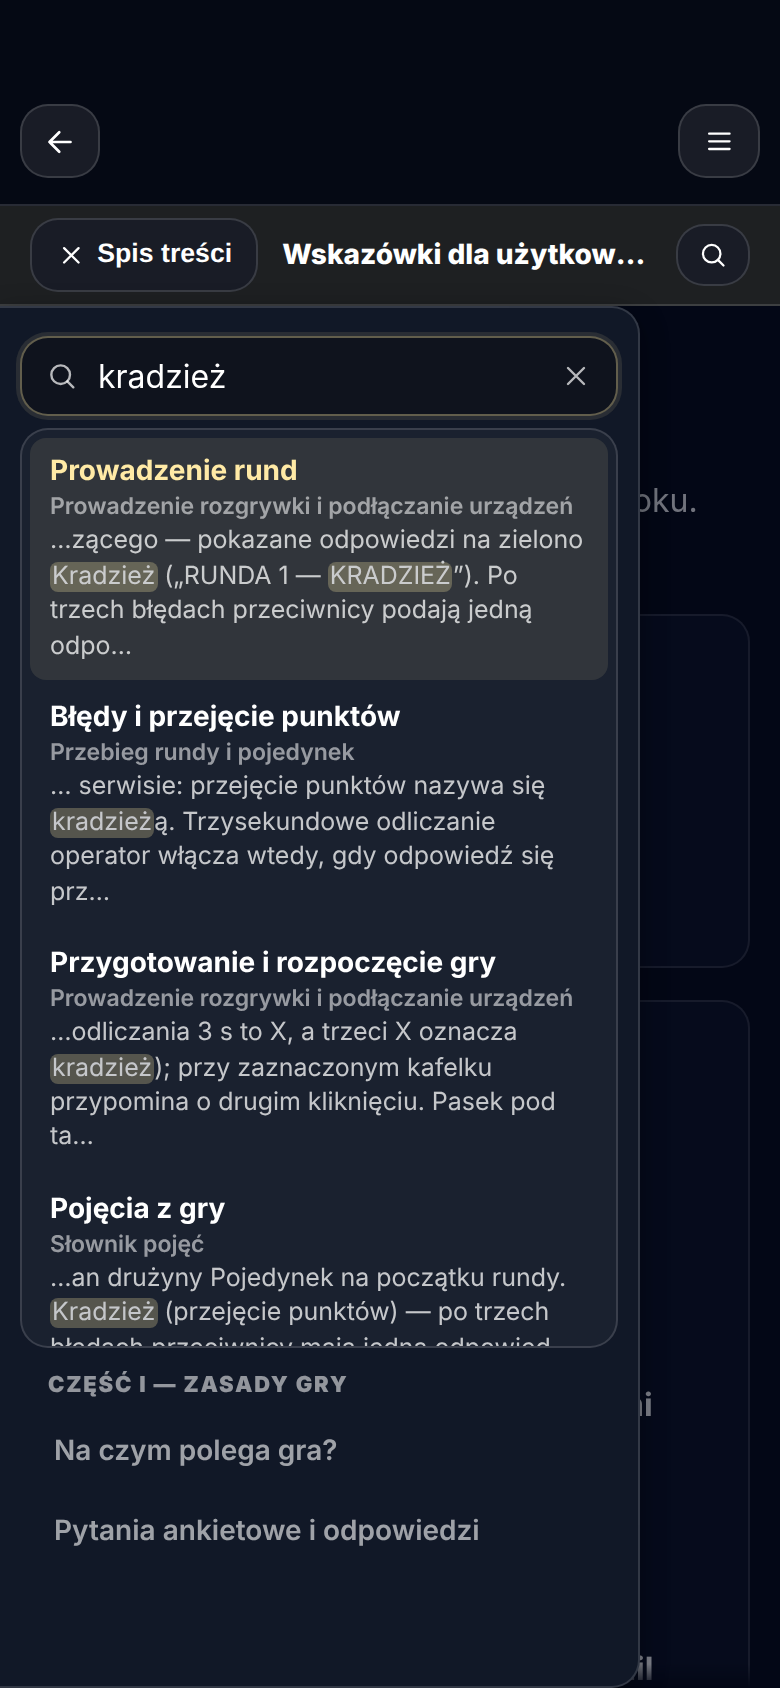 Spis treści
Wskazówki dla użytkow...
kradzież
Prowadzenie rund
Prowadzenie rozgrywki i podłączanie urządzeń
...zącego — pokazane odpowiedzi na zielono
Kradzież („RUNDA 1 — KRADZIEŻ”). Po
trzech błędach przeciwnicy podają jedną
odpo...
oku.
Błędy i przejęcie punktów
Przebieg rundy i pojedynek
... serwisie: przejęcie punktów nazywa się
kradzieżą. Trzysekundowe odliczanie
operator włącza wtedy, gdy odpowiedź się
prz...
Przygotowanie i rozpoczęcie gry
Prowadzenie rozgrywki i podłączanie urządzeń
...odliczania 3 s to X, a trzeci X oznacza
kradzież); przy zaznaczonym kafelku
przypomina o drugim kliknięciu. Pasek pod
ta...
Pojęcia z gry
Słownik pojęć
...an drużyny Pojedynek na początku rundy.
Kradzież (przejęcie punktów) — po trzech
błędach przeciwnicy mają jedną odpowied
CZĘŚĆ I — ZASADY GRY
Na czym polega gra?
Pytania ankietowe i odpowiedzi